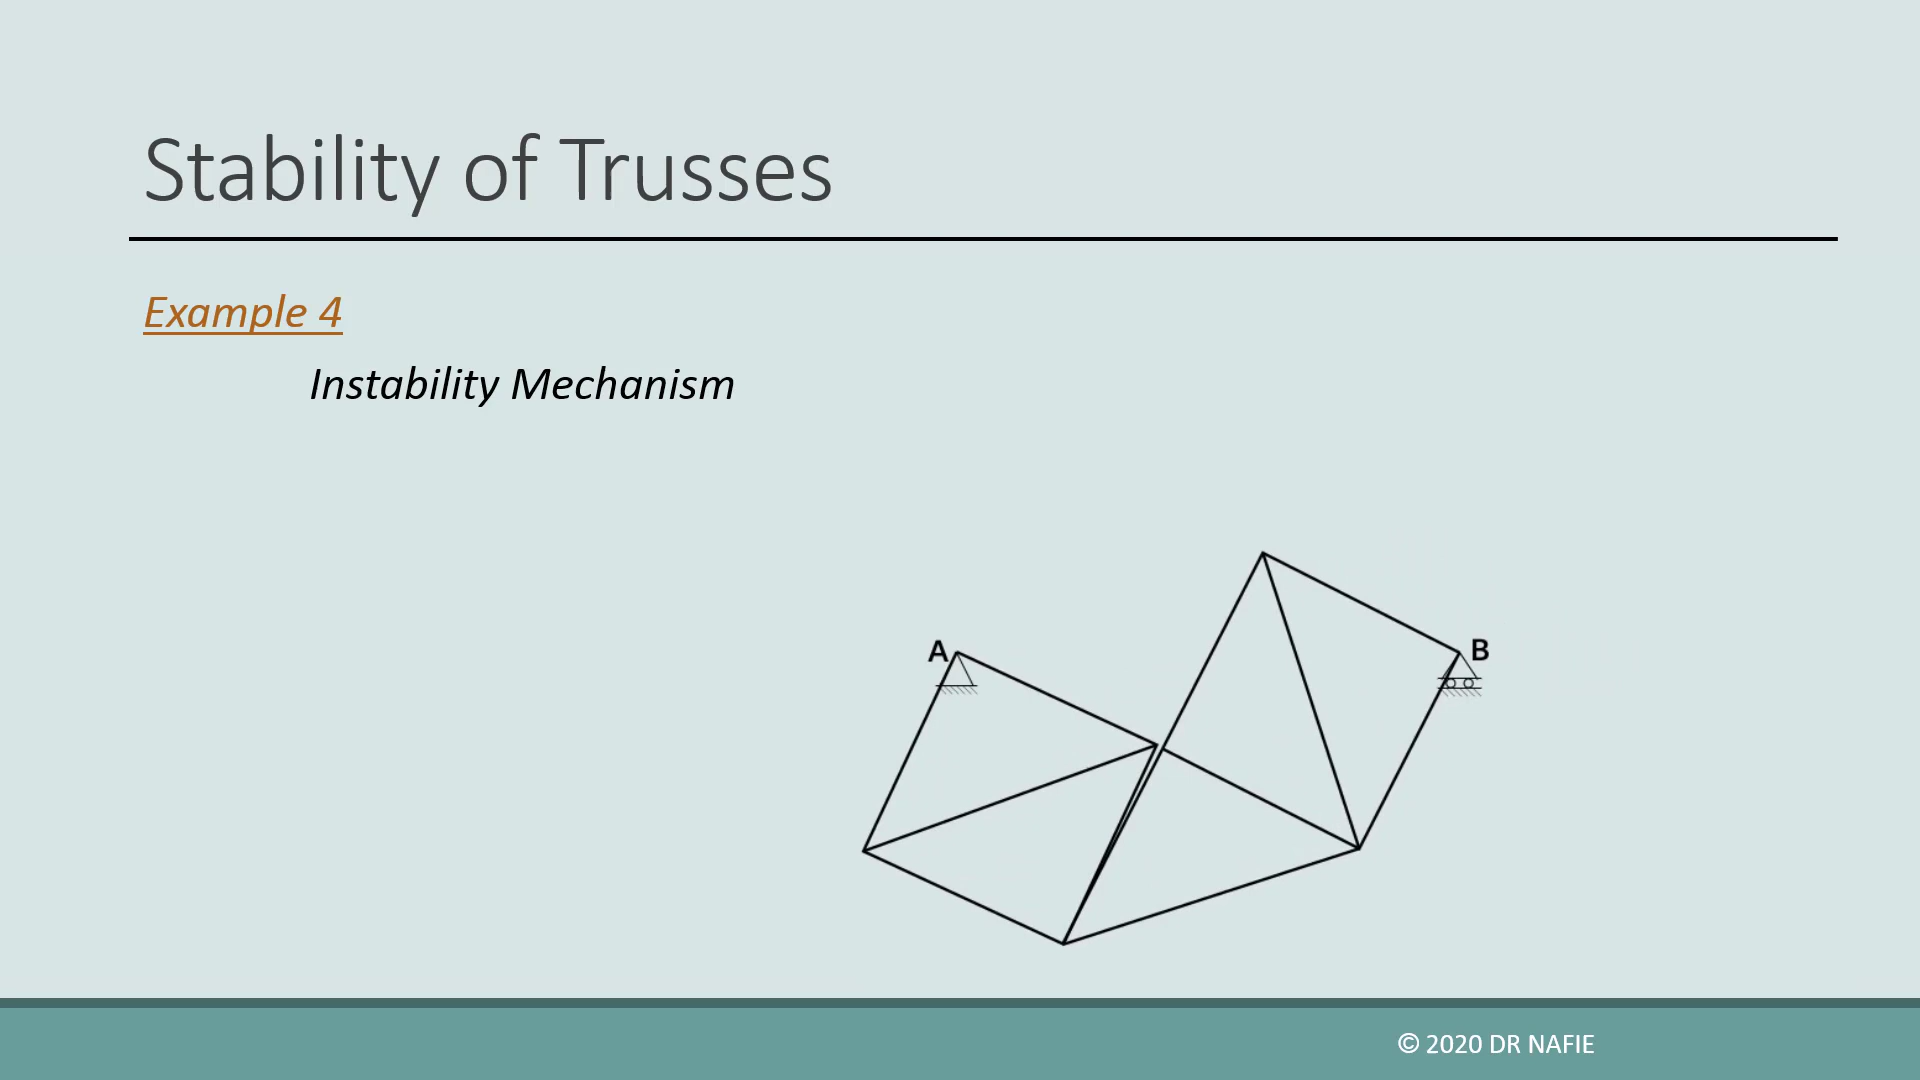 Stability of Trusses
Example 4
Instability Mechanism
A
B
© 2020 DR NAFIE